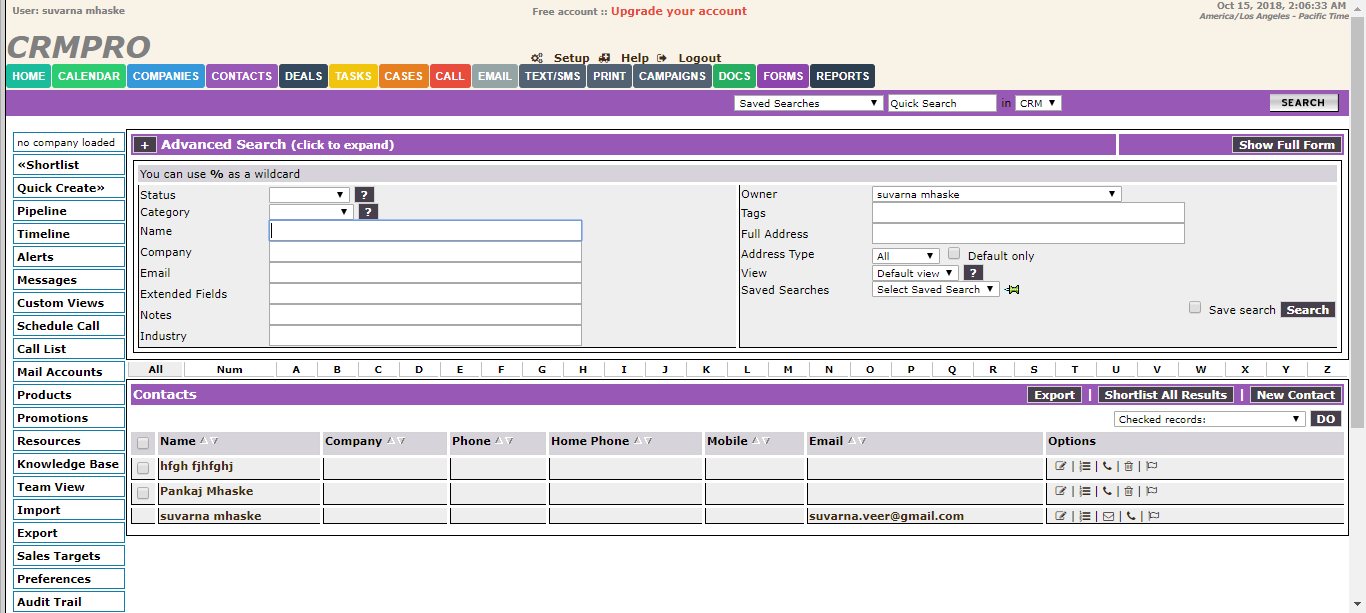 User: suvarna mhaske
Free account :: Upgrade your account
Oct 15, 2018, 2:06:33 AM
America/Los Angeles - Pacific Time
CRMPRO
Setup Help Logout
HOME CALENDAR COMPANIES CONTACTS DEALS TASKS CASES CALL EMAIL TEXT/SMS PRINT CAMPAIGNS DOCS FORMS REPORTS
Saved Searches Quick Search in CRM SEARCH
no company loaded
«Shortlist
Quick Create»
Pipeline
Timeline
Alerts
Messages
Custom Views
Schedule Call
Call List
Mail Accounts
Products
Promotions
Resources
Knowledge Base
Team View
Import
Export
Sales Targets
Preferences
Audit Trail
+ Advanced Search (click to expand) Show Full Form
You can use % as a wildcard
Status ?
Category ?
Name
Company
Email
Extended Fields
Notes
Industry
Owner suvarna mhaske
Tags
Full Address
Address Type All Default only
View Default view ?
Saved Searches Select Saved Search
Save search Search
All Num A B C D E F G H I J K L M N O P Q R S T U V W X Y Z
Contacts Export | Shortlist All Results | New Contact
Checked records: DO
Name Company Phone Home Phone Mobile Email Options
hfgh fjhfghj | | | |
Pankaj Mhaske | | | |
suvarna mhaske suvarna.veer@gmail.com | | | |